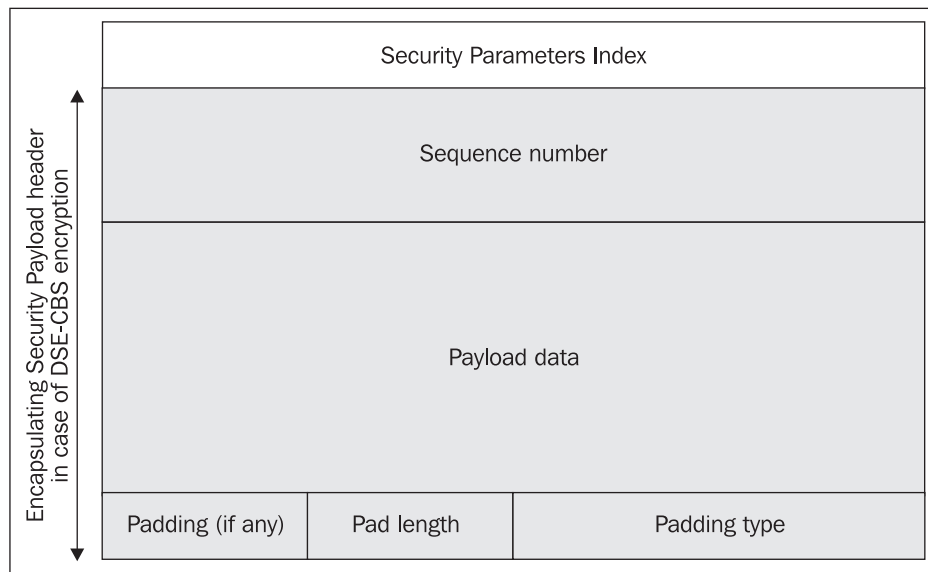 Security Parameters Index
Encapsulating Security Payload header
in case of DSE-CBS encryption
Sequence number
Payload data
Padding (if any)
Pad length
Padding type